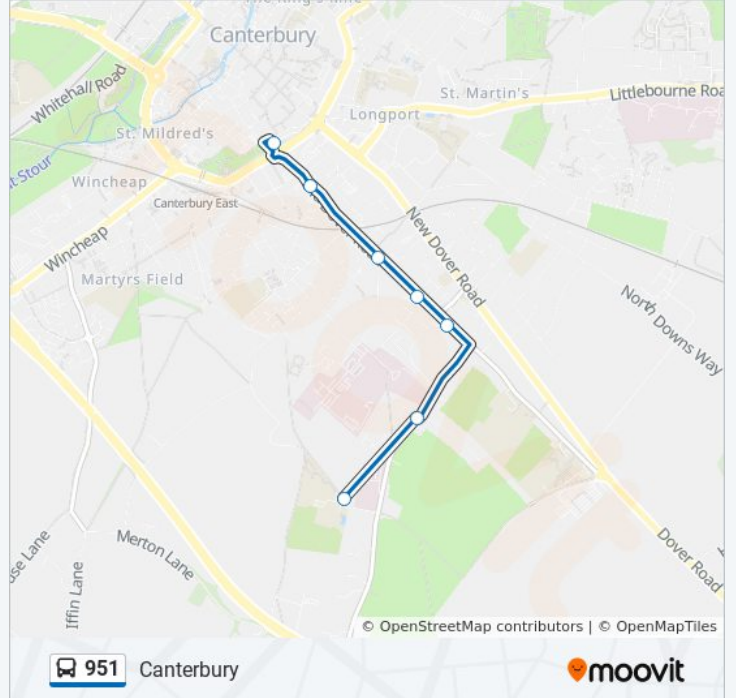 Canterbury
Whitehall Road
St. Martin's
Littlebourne Roa
Longport
St. Mildred's
t Stour
Wincheap
Canterbury East
New Dover Road
Wincheap
Martyrs Field
North Downs Way
Merton Lane
Iffin Lane
Dover Road
© OpenStreetMap contributors | © OpenMapTiles
951 Canterbury
moovit